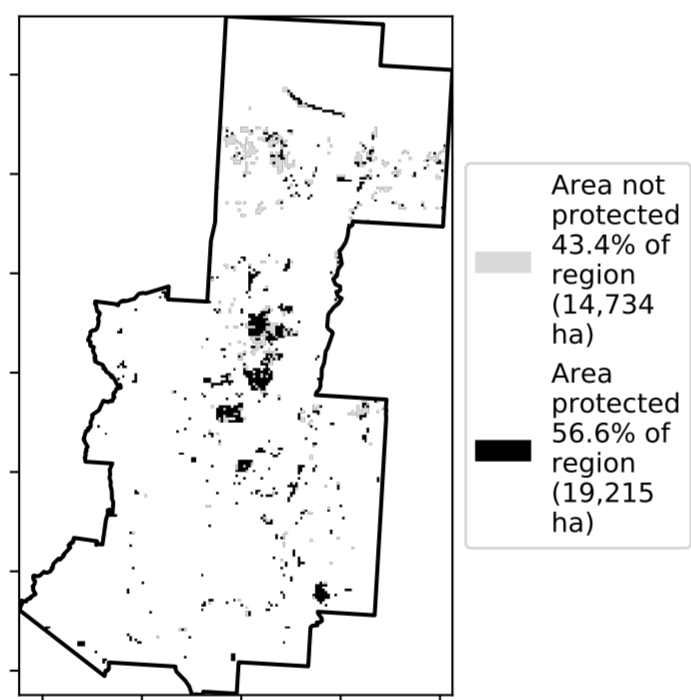 Area not
protected
43.4% of
region
(14,734
ha)
Area
protected
56.6% of
region
(19,215
ha)